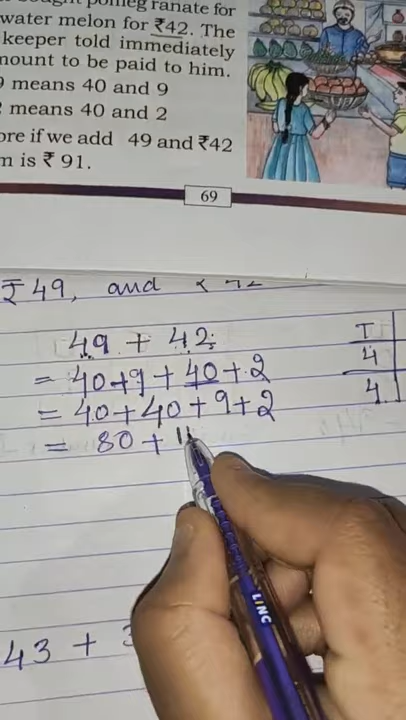 ranate for
water melon for ₹42. The
keeper told immediately
mount to be paid to him.
9 means 40 and 9
2 means 40 and 2
ore if we add 49 and ₹42
m is ₹ 91.
69
₹ 49, and
49 + 42
= 40+9 + 40 + 2
= 40+40+9+2
= 80 + 11
T
4
4
43 +
LINC